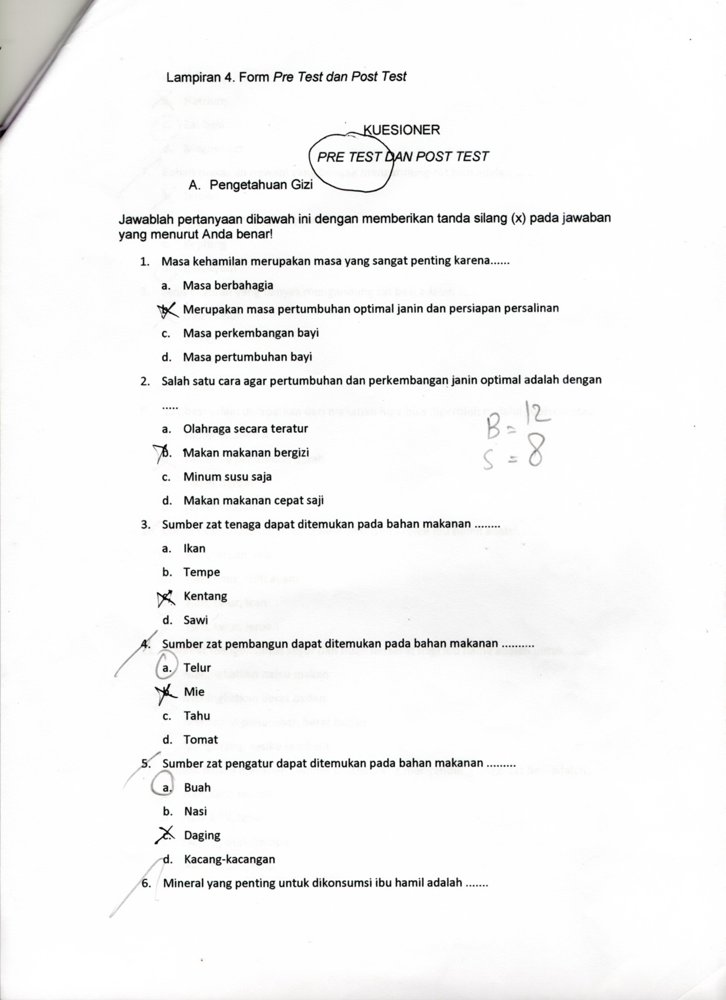 Lampiran 4. Form Pre Test dan Post Test
KUESIONER
PRE TEST DAN POST TEST
A. Pengetahuan Gizi
Jawablah pertanyaan dibawah ini dengan memberikan tanda silang (x) pada jawaban
yang menurut Anda benar!
1. Masa kehamilan merupakan masa yang sangat penting karena......
a. Masa berbahagia
b. Merupakan masa pertumbuhan optimal janin dan persiapan persalinan
c. Masa perkembangan bayi
d. Masa pertumbuhan bayi
2. Salah satu cara agar pertumbuhan dan perkembangan janin optimal adalah dengan
.....
a. Olahraga secara teratur
b. Makan makanan bergizi
c. Minum susu saja
d. Makan makanan cepat saji
B = 12
S = 8
3. Sumber zat tenaga dapat ditemukan pada bahan makanan ........
a. Ikan
b. Tempe
c. Kentang
d. Sawi
4. Sumber zat pembangun dapat ditemukan pada bahan makanan ..........
a. Telur
b. Mie
c. Tahu
d. Tomat
5. Sumber zat pengatur dapat ditemukan pada bahan makanan .........
a. Buah
b. Nasi
c. Daging
d. Kacang-kacangan
6. Mineral yang penting untuk dikonsumsi ibu hamil adalah .......